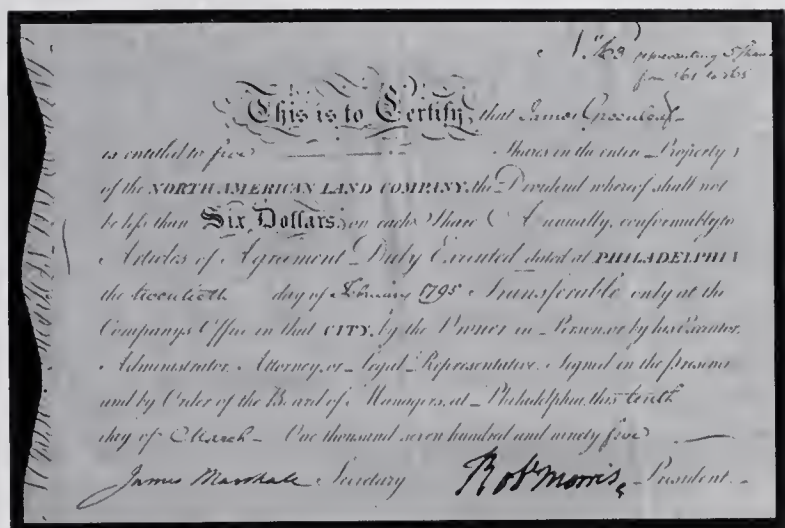 representing 5 Shares
from 161 to 165
This is to Certify, that James Greenleaf
is entitled to five Shares in the entire Property
of the NORTH AMERICAN LAND COMPANY, the Dividend whereof shall not
be less than Six Dollars, on each Share Annually, conformably to
Articles of Agreement Duly Executed dated at PHILADELPHIA
the twentieth day of February 1795 Transferable only at the
Companys Office in that CITY, by the Owner in Person, or by his Executor,
Administrator, Attorney, or Legal Representative. Signed in the presence
and by Order of the Board of Managers, at Philadelphia, this tenth
day of March One thousand seven hundred and ninety five
James Marshall Secretary Robt Morris, President.